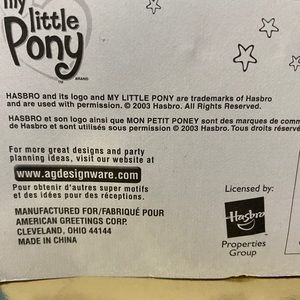 my
little
Pony
BRAND
HASBRO and its logo and MY LITTLE PONY are trademarks of Hasbro
and are used with permission. © 2003 Hasbro. All Rights Reserved.
HASBRO et son logo ainsi que MON PETIT PONEY sont des marques de comm
de Hasbro et sont utilisés sous permission © 2003 Hasbro. Tous droits réserv
For more great designs and party
planning ideas, visit our website at
www.agdesignware.com
Pour obtenir d'autres super motifs
et des idées pour des réceptions.
MANUFACTURED FOR/FABRIQUÉ POUR
AMERICAN GREETINGS CORP.
CLEVELAND, OHIO 44144
MADE IN CHINA
Licensed by:
Hasbro
Properties
Group